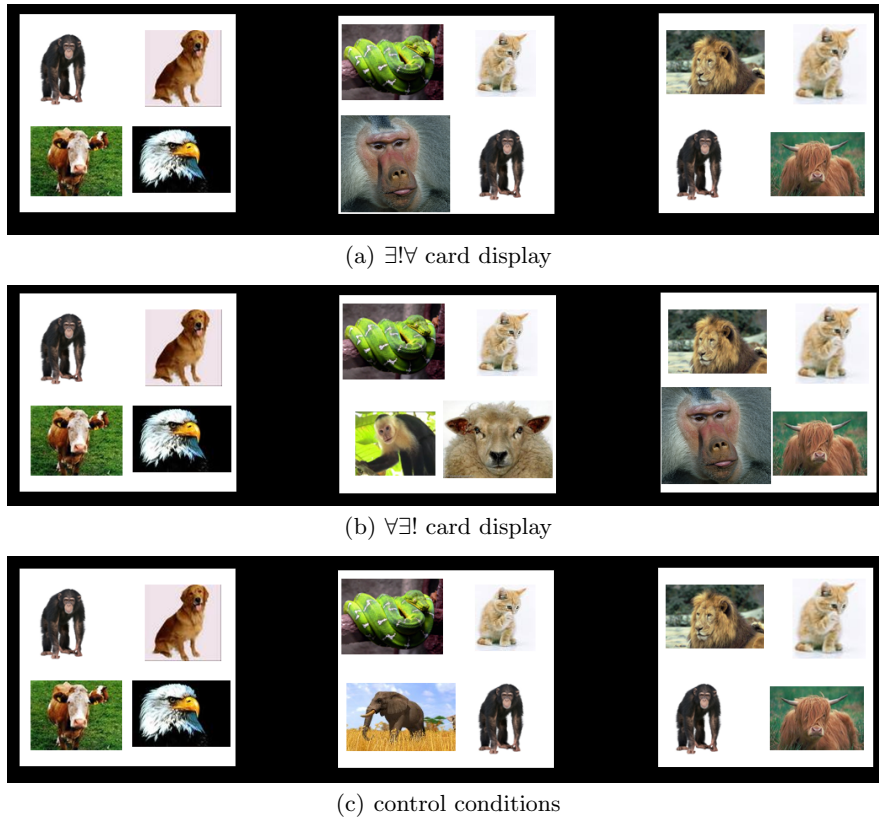 (a) ∃!∀ card display
(b) ∀∃! card display
(c) control conditions